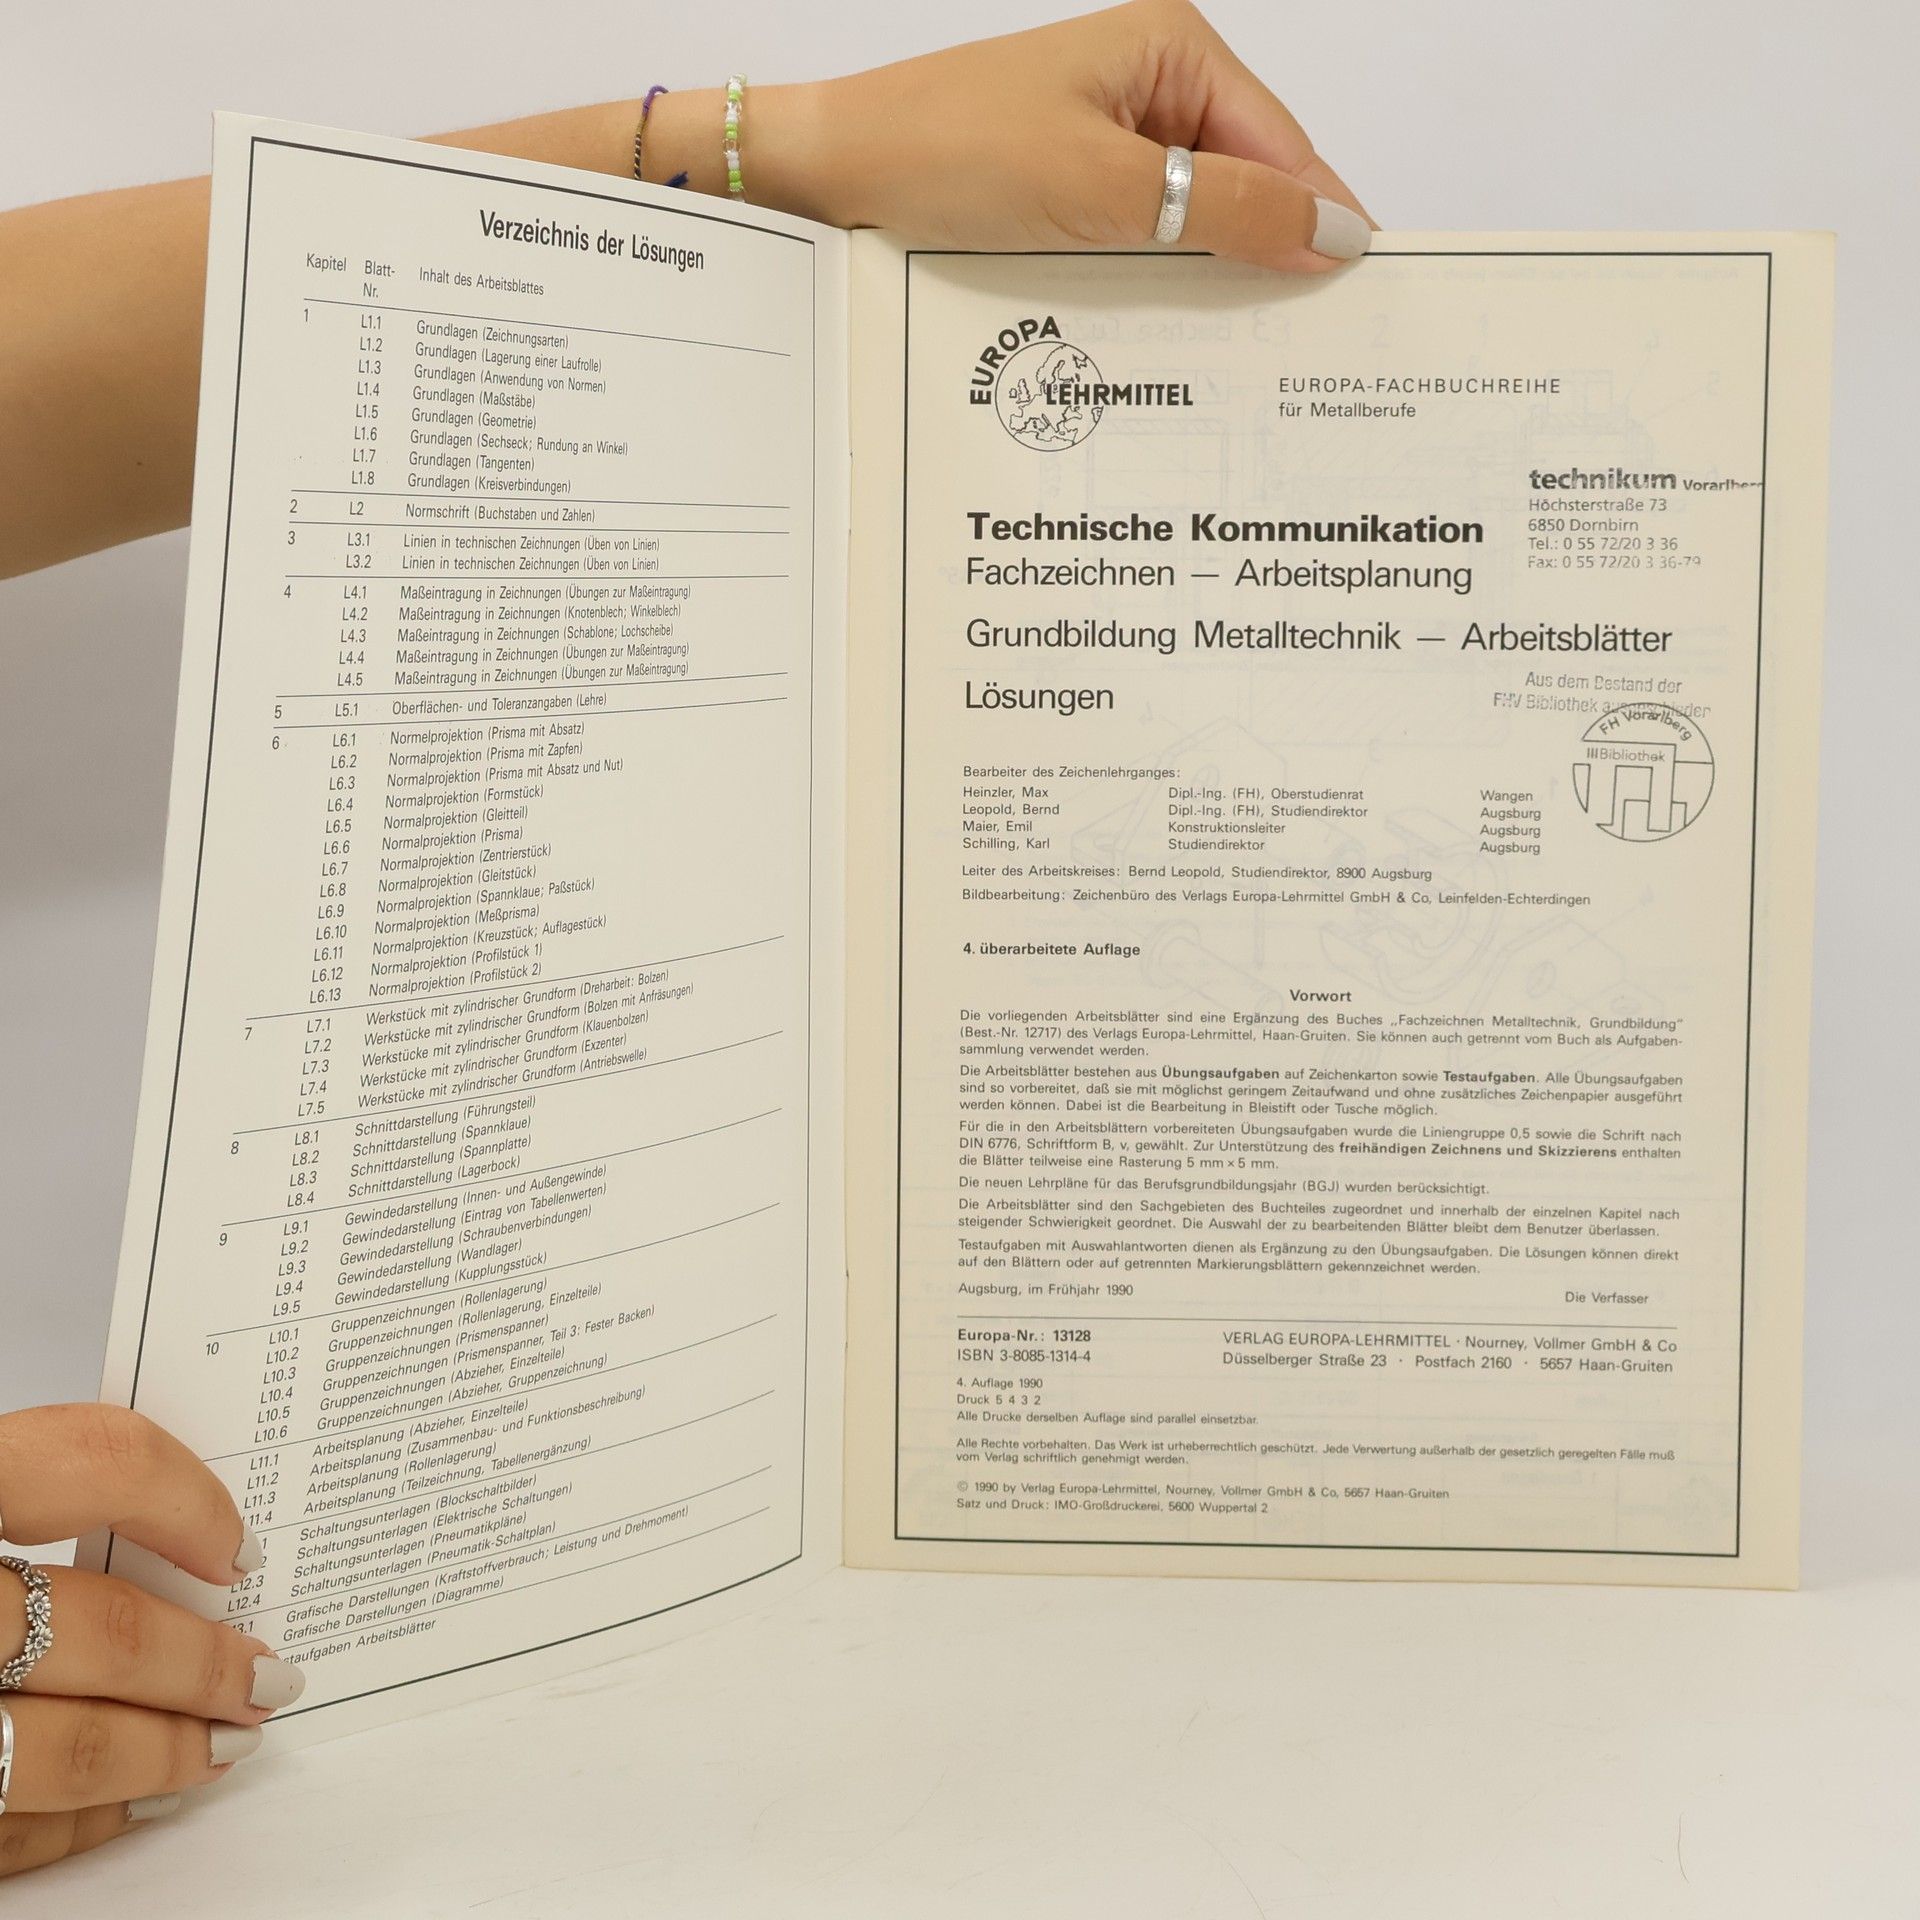 Verzeichnis der Lösungen
Kapitel Blatt-Nr. Inhalt des Arbeitsblattes
1 L1.1 Grundlagen (Zeichnungsarten)
L1.2 Grundlagen (Lagerung einer Laufrolle)
L1.3 Grundlagen (Anwendung von Normen)
L1.4 Grundlagen (Maßstäbe)
L1.5 Grundlagen (Geometrie)
L1.6 Grundlagen (Sechseck; Rundung an Winkel)
L1.7 Grundlagen (Tangenten)
L1.8 Grundlagen (Kreisverbindungen)
2 L2 Normschrift (Buchstaben und Zahlen)
3 L3.1 Linien in technischen Zeichnungen (Üben von Linien)
L3.2 Linien in technischen Zeichnungen (Üben von Linien)
4 L4.1 Maßeintragung in Zeichnungen (Übungen zur Maßeintragung)
L4.2 Maßeintragung in Zeichnungen (Knotenblech; Winkelblech)
L4.3 Maßeintragung in Zeichnungen (Schablone; Lochscheibe)
L4.4 Maßeintragung in Zeichnungen (Übungen zur Maßeintragung)
L4.5 Maßeintragung in Zeichnungen (Übungen zur Maßeintragung)
5 L5.1 Oberflächen- und Toleranzangaben (Lehre)
6 L6.1 Normelprojektion (Prisma mit Absatz)
L6.2 Normalprojektion (Prisma mit Zapfen)
L6.3 Normalprojektion (Prisma mit Absatz und Nut)
L6.4 Normalprojektion (Formstück)
L6.5 Normalprojektion (Gleitteil)
L6.6 Normalprojektion (Prisma)
L6.7 Normalprojektion (Zentrierstück)
L6.8 Normalprojektion (Gleitstück)
L6.9 Normalprojektion (Spannklaue; Paßstück)
L6.10 Normalprojektion (Meßprisma)
L6.11 Normalprojektion (Kreuzstück; Auflagestück)
L6.12 Normalprojektion (Profilstück 1)
L6.13 Normalprojektion (Profilstück 2)
7 L7.1 Werkstück mit zylindrischer Grundform (Dreharbeit: Bolzen)
L7.2 Werkstücke mit zylindrischer Grundform (Bolzen mit Anfräsungen)
L7.3 Werkstücke mit zylindrischer Grundform (Klauenbolzen)
L7.4 Werkstücke mit zylindrischer Grundform (Exzenter)
L7.5 Werkstücke mit zylindrischer Grundform (Antriebswelle)
8 L8.1 Schnittdarstellung (Führungsteil)
L8.2 Schnittdarstellung (Spannklaue)
L8.3 Schnittdarstellung (Spannplatte)
L8.4 Schnittdarstellung (Lagerbock)
9 L9.1 Gewindedarstellung (Innen- und Außengewinde)
L9.2 Gewindedarstellung (Eintrag von Tabellenwerten)
L9.3 Gewindedarstellung (Schraubenverbindungen)
L9.4 Gewindedarstellung (Wandlager)
L9.5 Gewindedarstellung (Kupplungsstück)
10 L10.1 Gruppenzeichnungen (Rollenlagerung)
L10.2 Gruppenzeichnungen (Rollenlagerung, Einzelteile)
L10.3 Gruppenzeichnungen (Prismenspanner)
L10.4 Gruppenzeichnungen (Prismenspanner, Teil 3: Fester Backen)
L10.5 Gruppenzeichnungen (Abzieher, Einzelteile)
L10.6 Gruppenzeichnungen (Abzieher, Gruppenzeichnung)
L11.1 Arbeitsplanung (Abzieher, Einzelteile)
L11.2 Arbeitsplanung (Zusammenbau- und Funktionsbeschreibung)
L11.3 Arbeitsplanung (Rollenlagerung)
11.4 Arbeitsplanung (Teilzeichnung, Tabellenergänzung)
1 Schaltungsunterlagen (Blockschaltbilder)
2 Schaltungsunterlagen (Elektrische Schaltungen)
L12.3 Schaltungsunterlagen (Pneumatikpläne)
L12.4 Schaltungsunterlagen (Pneumatik-Schaltplan)
3.1 Grafische Darstellungen (Kraftstoffverbrauch; Leistung und Drehmoment)
Grafische Darstellungen (Diagramme)
staufgaben Arbeitsblätter
EUROPA
LEHRMITTEL
EUROPA-FACHBUCHREIHE
für Metallberufe
technikum Vorarlberg
Höchsterstraße 73
6850 Dornbirn
Tel.: 0 55 72/20 3 36
Fax: 0 55 72/20 3 36-79
Technische Kommunikation
Fachzeichnen — Arbeitsplanung
Grundbildung Metalltechnik — Arbeitsblätter
Lösungen
Aus dem Bestand der
FHV Bibliothek ausgeschieden
FH Vorarlberg
Bibliothek
Bearbeiter des Zeichenlehrganges:
Heinzler, Max Dipl.-Ing. (FH), Oberstudienrat Wangen
Leopold, Bernd Dipl.-Ing. (FH), Studiendirektor Augsburg
Maier, Emil Konstruktionsleiter Augsburg
Schilling, Karl Studiendirektor Augsburg
Leiter des Arbeitskreises: Bernd Leopold, Studiendirektor, 8900 Augsburg
Bildbearbeitung: Zeichenbüro des Verlags Europa-Lehrmittel GmbH & Co, Leinfelden-Echterdingen
4. überarbeitete Auflage
Vorwort
Die vorliegenden Arbeitsblätter sind eine Ergänzung des Buches „Fachzeichnen Metalltechnik, Grundbildung"
(Best.-Nr. 12717) des Verlags Europa-Lehrmittel, Haan-Gruiten. Sie können auch getrennt vom Buch als Aufgaben-
sammlung verwendet werden.
Die Arbeitsblätter bestehen aus Übungsaufgaben auf Zeichenkarton sowie Testaufgaben. Alle Übungsaufgaben
sind so vorbereitet, daß sie mit möglichst geringem Zeitaufwand und ohne zusätzliches Zeichenpapier ausgeführt
werden können. Dabei ist die Bearbeitung in Bleistift oder Tusche möglich.
Für die in den Arbeitsblättern vorbereiteten Übungsaufgaben wurde die Liniengruppe 0,5 sowie die Schrift nach
DIN 6776, Schriftform B, v, gewählt. Zur Unterstützung des freihändigen Zeichnens und Skizzierens enthalten
die Blätter teilweise eine Rasterung 5 mm × 5 mm.
Die neuen Lehrpläne für das Berufsgrundbildungsjahr (BGJ) wurden berücksichtigt.
Die Arbeitsblätter sind den Sachgebieten des Buchteiles zugeordnet und innerhalb der einzelnen Kapitel nach
steigender Schwierigkeit geordnet. Die Auswahl der zu bearbeitenden Blätter bleibt dem Benutzer überlassen.
Testaufgaben mit Auswahlantworten dienen als Ergänzung zu den Übungsaufgaben. Die Lösungen können direkt
auf den Blättern oder auf getrennten Markierungsblättern gekennzeichnet werden.
Augsburg, im Frühjahr 1990 Die Verfasser
Europa-Nr.: 13128 VERLAG EUROPA-LEHRMITTEL · Nourney, Vollmer GmbH & Co
ISBN 3-8085-1314-4 Düsselberger Straße 23 · Postfach 2160 · 5657 Haan-Gruiten
4. Auflage 1990
Druck 5 4 3 2
Alle Drucke derselben Auflage sind parallel einsetzbar.
Alle Rechte vorbehalten. Das Werk ist urheberrechtlich geschützt. Jede Verwertung außerhalb der gesetzlich geregelten Fälle muß
vom Verlag schriftlich genehmigt werden.
© 1990 by Verlag Europa-Lehrmittel, Nourney, Vollmer GmbH & Co, 5657 Haan-Gruiten
Satz und Druck: IMO-Großdruckerei, 5600 Wuppertal 2